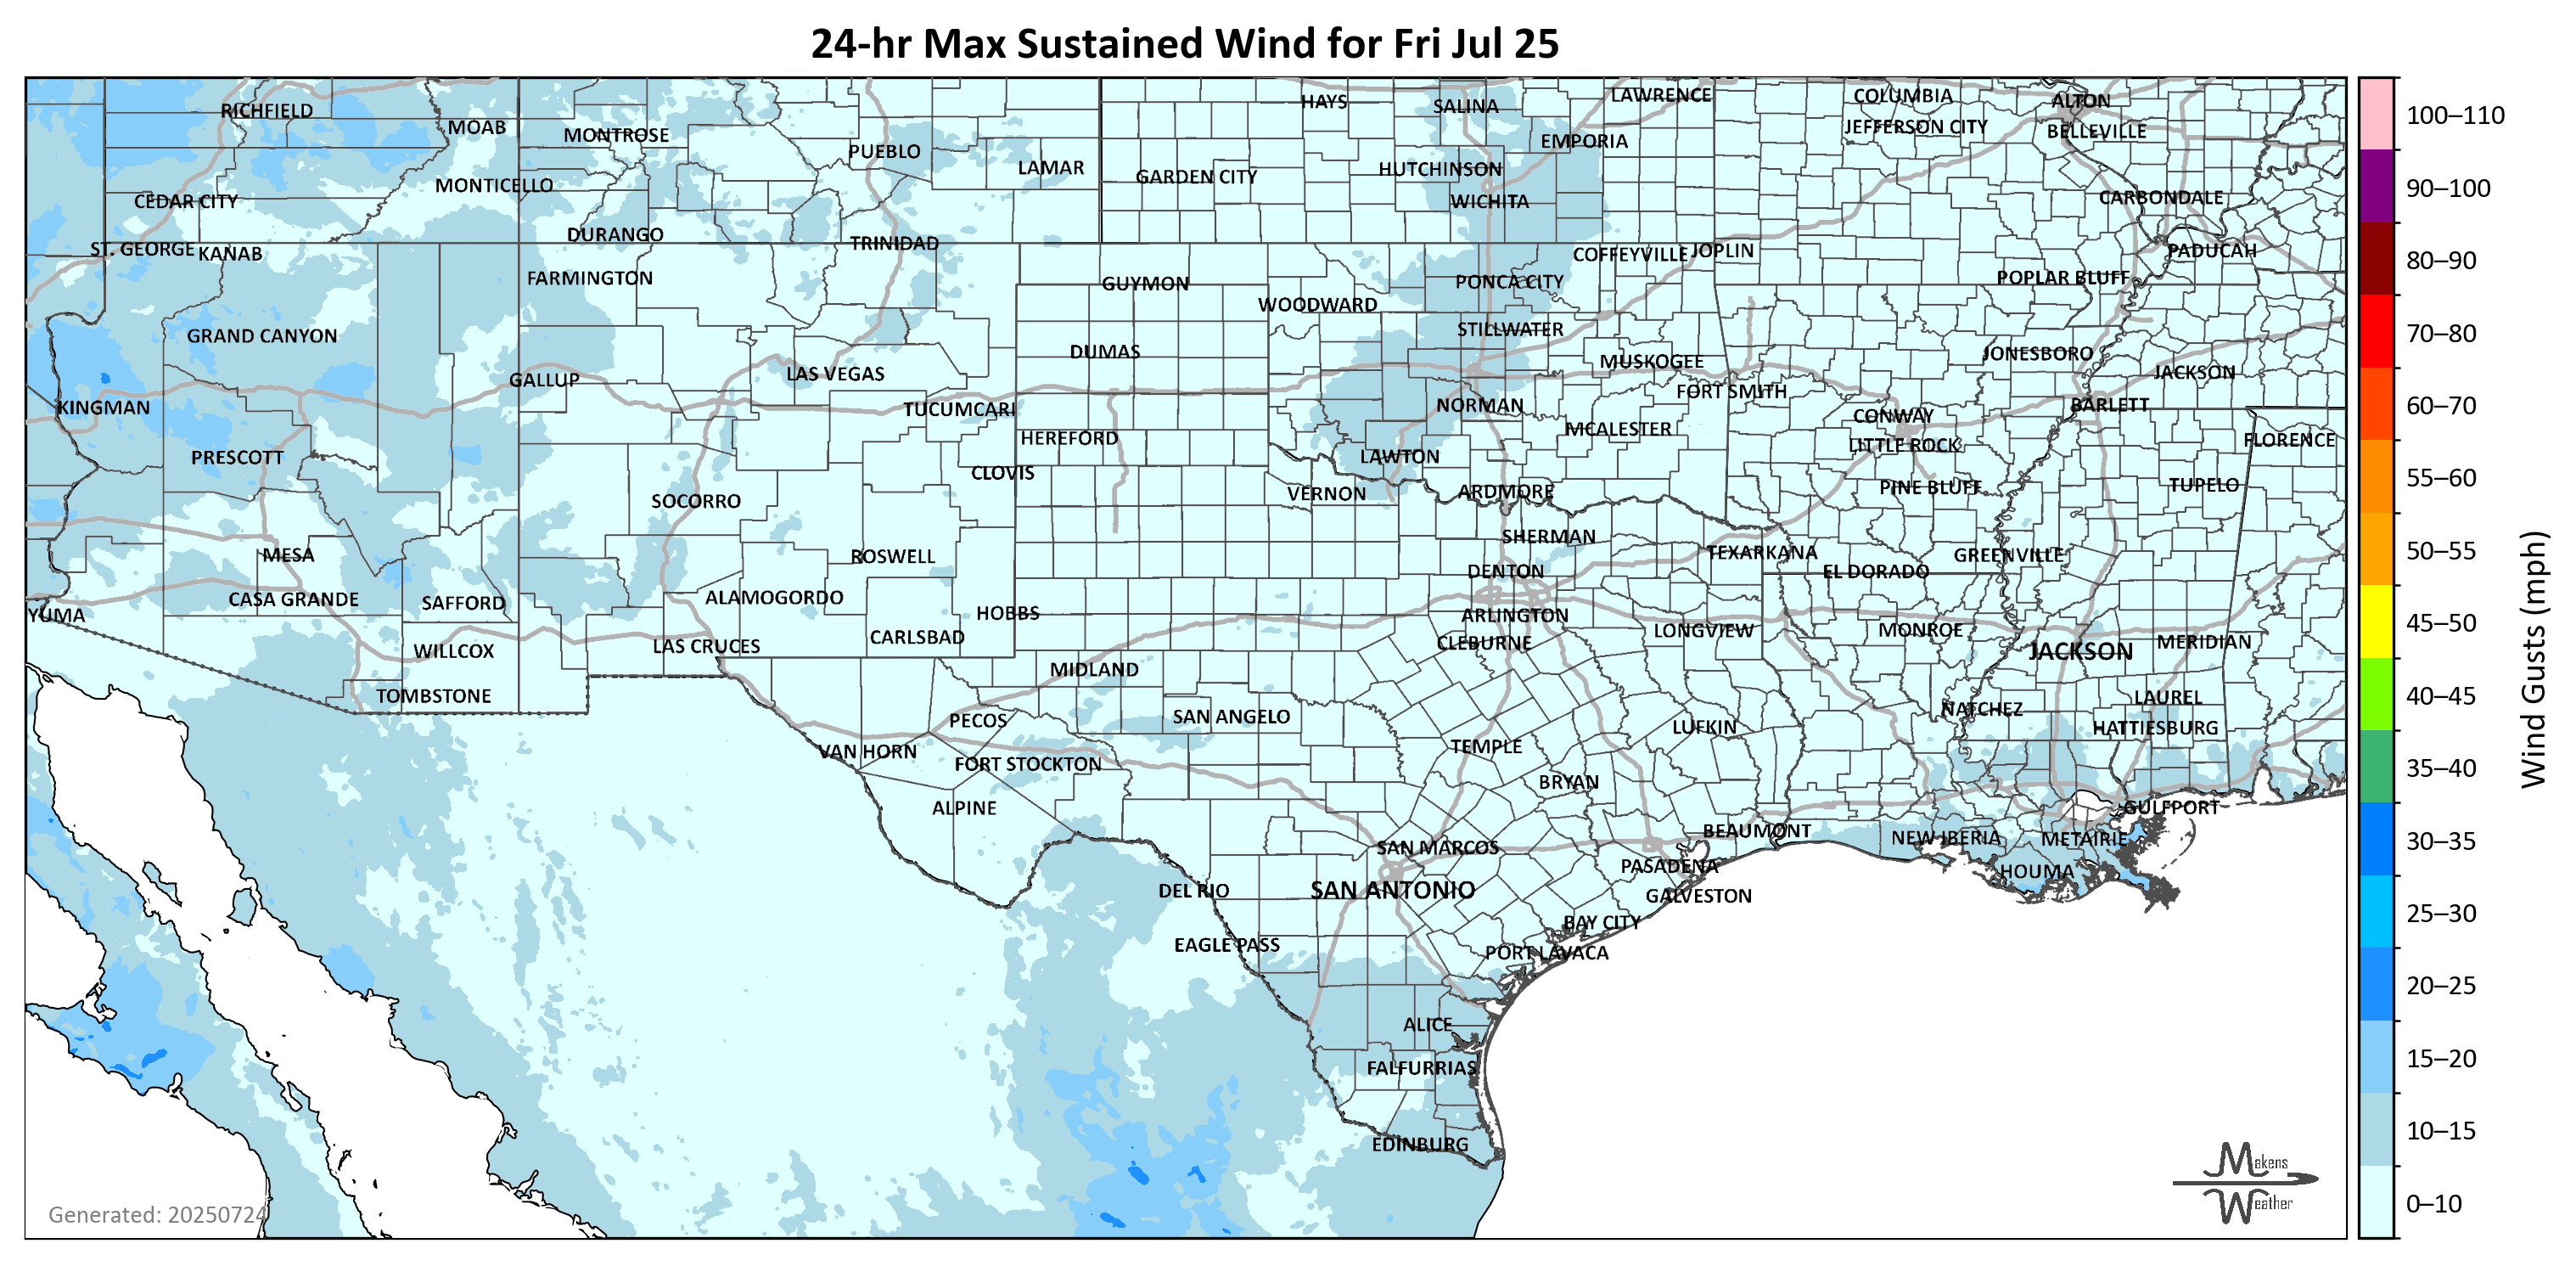 24-hr Max Sustained Wind for Fri Jul 25
RICHFIELD
MOAB
MONTROSE
PUEBLO
LAMAR
HAYS
SALINA
LAWRENCE
COLUMBIA
ALTON
JEFFERSON CITY
BELLEVILLE
EMPORIA
MONTICELLO
GARDEN CITY
HUTCHINSON
CEDAR CITY
WICHITA
CARBONDALE
DURANGO
TRINIDAD
ST. GEORGE
KANAB
COFFEYVILLE
JOPLIN
PADUCAH
FARMINGTON
GUYMON
PONCA CITY
POPLAR BLUFF
WOODWARD
GRAND CANYON
STILLWATER
DUMAS
MUSKOGEE
JONESBORO
GALLUP
LAS VEGAS
JACKSON
FORT SMITH
KINGMAN
TUCUMCARI
NORMAN
CONWAY
BARLETT
HEREFORD
MCALESTER
LITTLE ROCK
FLORENCE
PRESCOTT
CLOVIS
LAWTON
SOCORRO
VERNON
ARDMORE
PINE BLUFF
TUPELO
MESA
ROSWELL
SHERMAN
TEXARKANA
GREENVILLE
DENTON
EL DORADO
CASA GRANDE
SAFFORD
ALAMOGORDO
HOBBS
YUMA
ARLINGTON
WILLCOX
LAS CRUCES
CARLSBAD
CLEBURNE
LONGVIEW
MONROE
JACKSON
MERIDIAN
MIDLAND
TOMBSTONE
PECOS
SAN ANGELO
LUFKIN
NATCHEZ
LAUREL
HATTIESBURG
VAN HORN
FORT STOCKTON
TEMPLE
BRYAN
ALPINE
GULFPORT
SAN MARCOS
BEAUMONT
NEW IBERIA
METAIRIE
PASADENA
HOUMA
DEL RIO
SAN ANTONIO
GALVESTON
BAY CITY
EAGLE PASS
PORT LAVACA
ALICE
FALFURRIAS
EDINBURG
Generated: 20250724
Makens
Weather
100–110
90–100
80–90
70–80
60–70
55–60
50–55
45–50
40–45
35–40
30–35
25–30
20–25
15–20
10–15
0–10
Wind Gusts (mph)